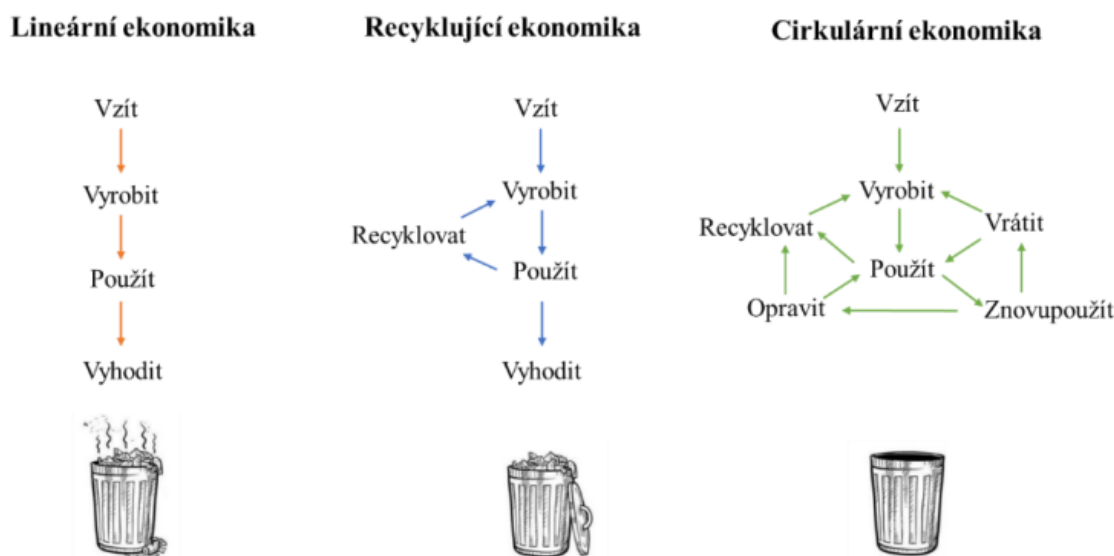 Lineární ekonomika
Vzít
Vyrobit
Použít
Vyhodit
Recyklující ekonomika
Vzít
Vyrobit
Recyklovat
Použít
Vyhodit
Cirkulární ekonomika
Vzít
Vyrobit
Recyklovat
Vrátit
Použít
Opravit
Znovupoužít